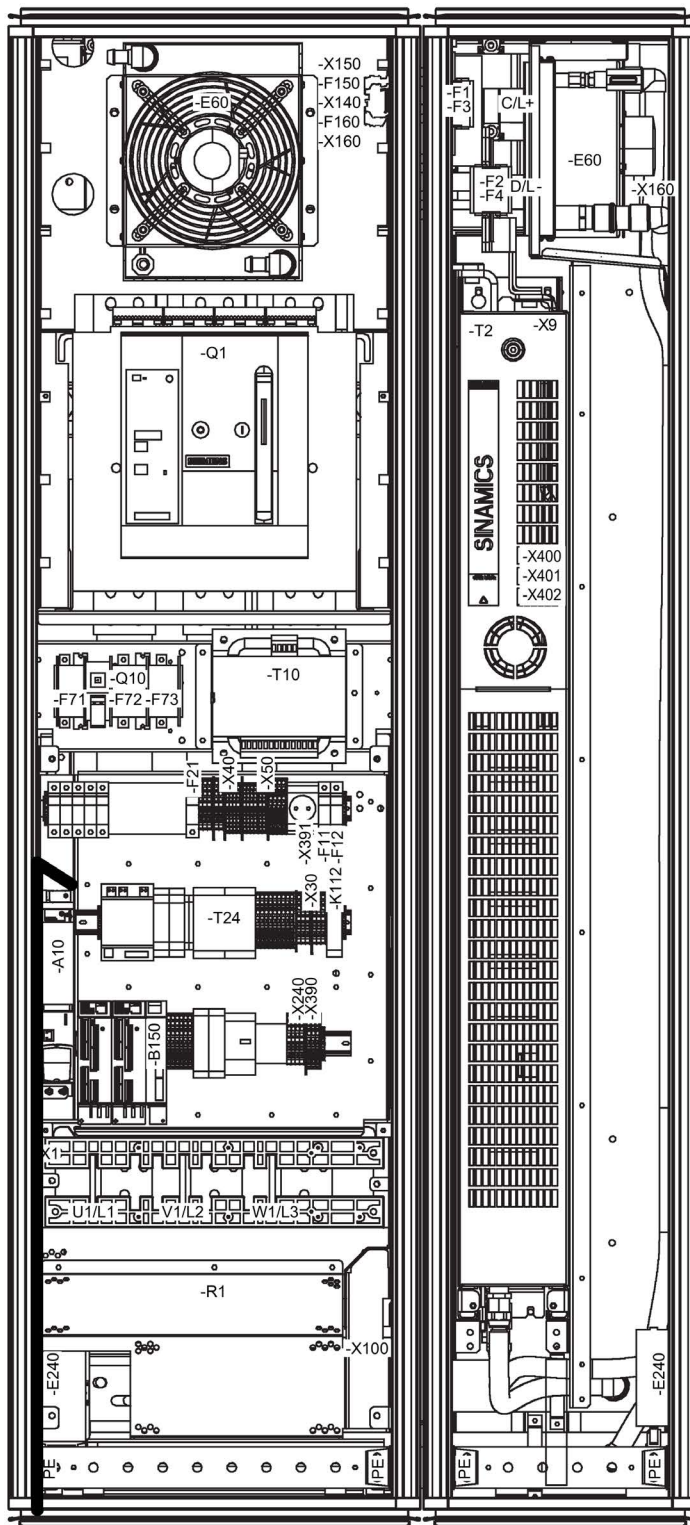 -X150
-F150
-X140
-F160
-X160
-E60
-Q1
SIEMENS
-Q10
-F71
-F72
-F73
-T10
-F21
-X40
-X50
-X391
-F11
-F12
-A10
-T24
-X30
-K112
-B150
-X240
-X390
X1
U1/L1
V1/L2
W1/L3
-R1
-X100
-E240
PE
PE
-F1
-F3
C/L+
-E60
-F2
-F4
D/L-
-X160
-T2
-X9
SINAMICS
-X400
-X401
-X402
-E240
PE
PE